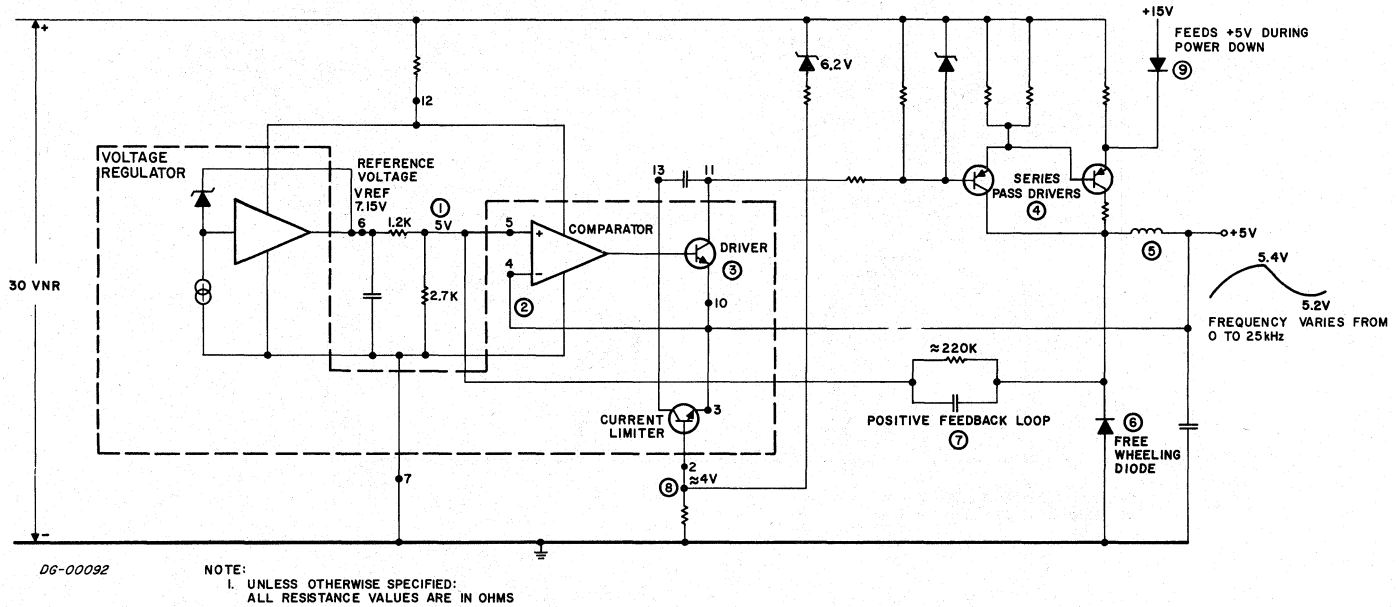 +
30 VNR
-
12
VOLTAGE
REGULATOR
REFERENCE
VOLTAGE
V REF
7.15V
6
1.2K
①
5V
2.7K
7
5
+
4
-
②
COMPARATOR
13
11
DRIVER
③
10
3
CURRENT
LIMITER
2
≈4V
⑧
6.2V
SERIES
PASS DRIVERS
④
+15V
FEEDS +5V DURING
POWER DOWN
⑨
⑤
+5V
5.4V
5.2V
FREQUENCY VARIES FROM
0 TO 25kHz
≈220K
POSITIVE FEEDBACK LOOP
⑦
⑥
FREE
WHEELING
DIODE
DG-00092
NOTE:
1. UNLESS OTHERWISE SPECIFIED:
ALL RESISTANCE VALUES ARE IN OHMS